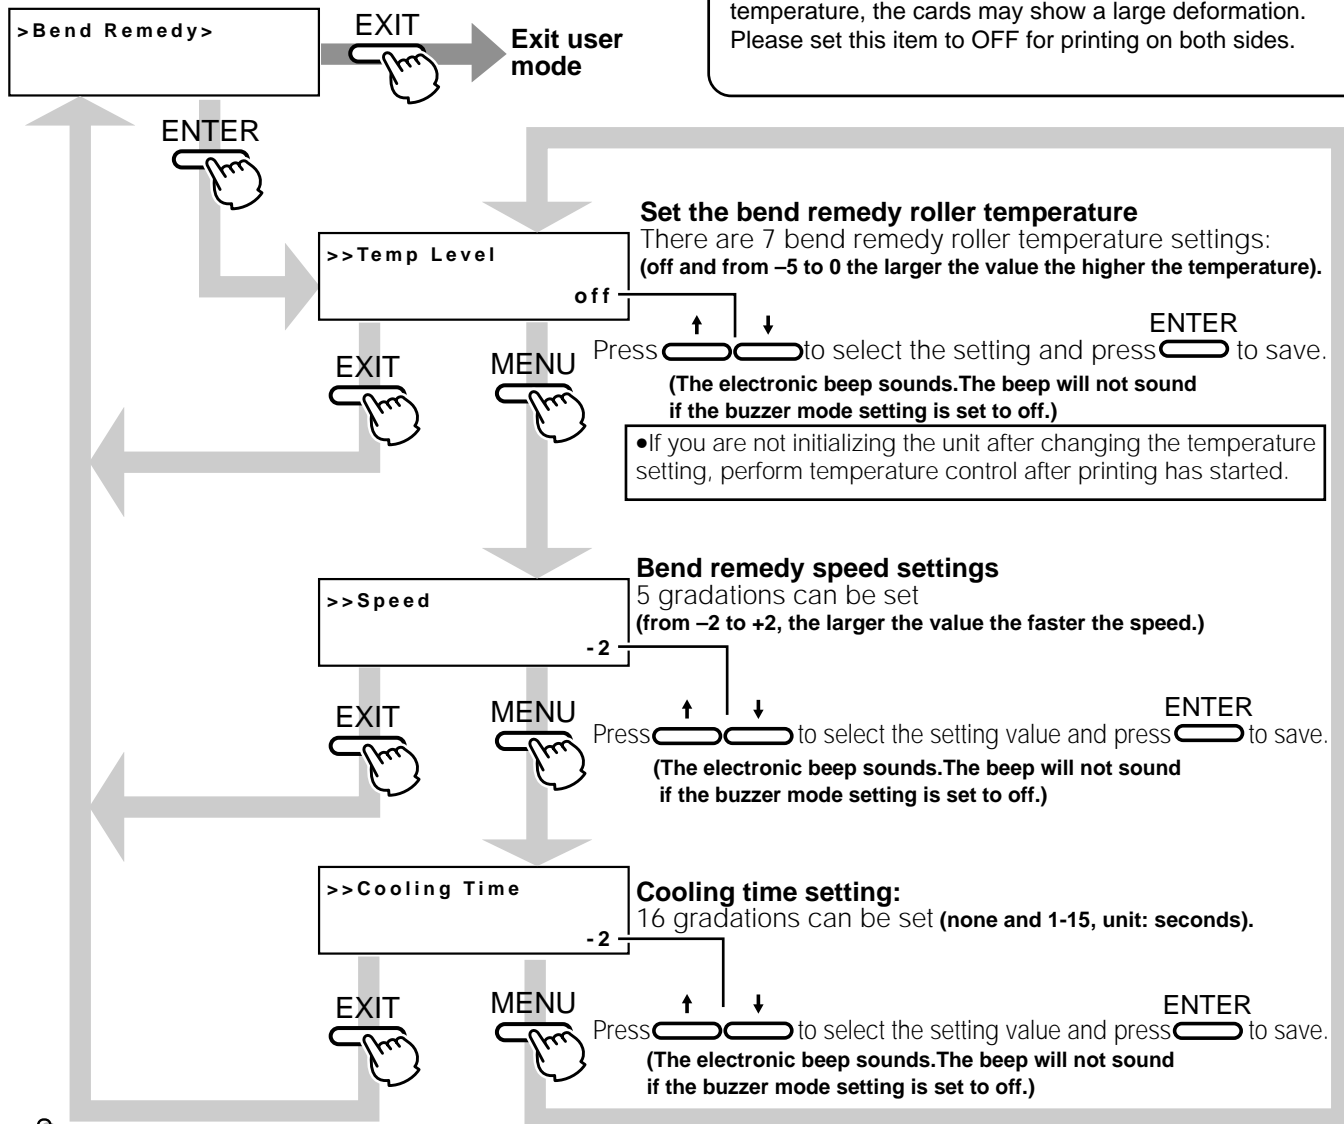 temperature, the cards may show a large deformation.
Please set this item to OFF for printing on both sides.
>Bend Remedy>
EXIT
Exit user
mode
ENTER
Set the bend remedy roller temperature
There are 7 bend remedy roller temperature settings:
(off and from –5 to 0 the larger the value the higher the temperature).
>>Temp Level
off
ENTER
Press to select the setting and press to save.
(The electronic beep sounds.The beep will not sound
if the buzzer mode setting is set to off.)
EXIT
MENU
●If you are not initializing the unit after changing the temperature
setting, perform temperature control after printing has started.
Bend remedy speed settings
5 gradations can be set
(from –2 to +2, the larger the value the faster the speed.)
>>Speed
-2
EXIT
MENU
ENTER
Press to select the setting value and press to save.
(The electronic beep sounds.The beep will not sound
if the buzzer mode setting is set to off.)
>>Cooling Time
-2
Cooling time setting:
16 gradations can be set (none and 1-15, unit: seconds).
EXIT
MENU
ENTER
Press to select the setting value and press to save.
(The electronic beep sounds.The beep will not sound
if the buzzer mode setting is set to off.)